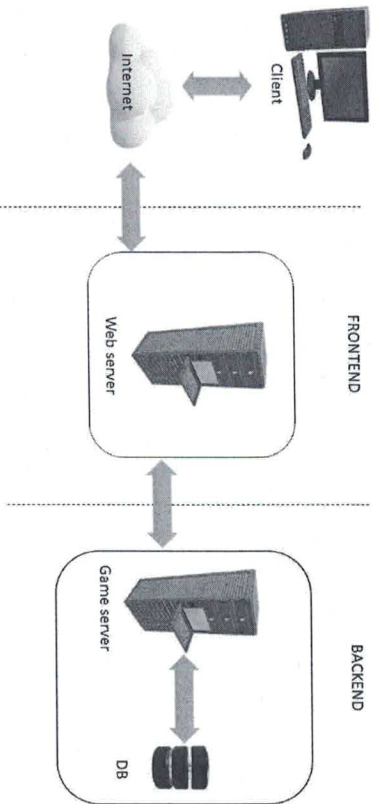 Client
Internet
FRONTEND
Web server
BACKEND
Game server
DB